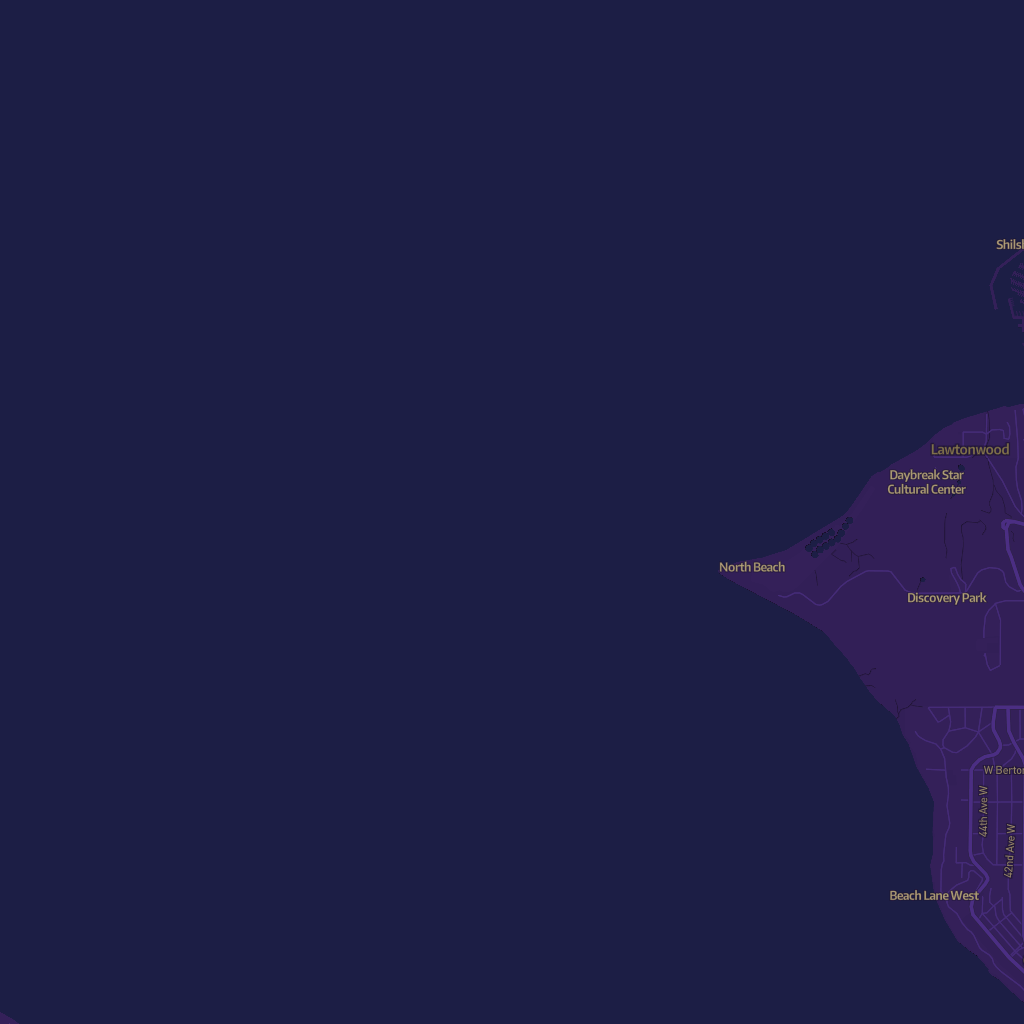 Shilsh
Lawtonwood
Daybreak Star
Cultural Center
North Beach
Discovery Park
W Berton
44th Ave W
42nd Ave W
Beach Lane West